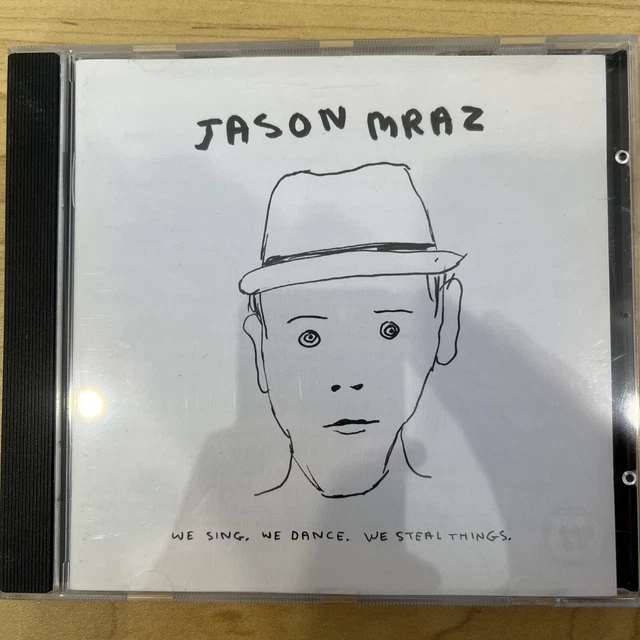 JASON MRAZ
WE SING. WE DANCE. WE STEAL THINGS.